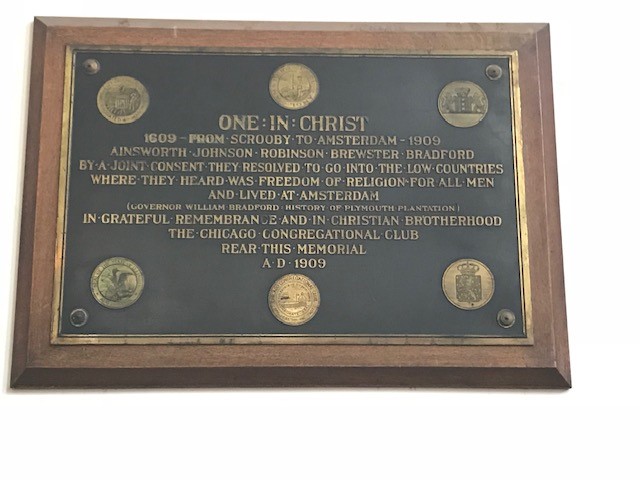 ONE:IN:CHRIST
1609-FROM·SCROOBY·TO·AMSTERDAM-1909
AINSWORTH·JOHNSON·ROBINSON·BREWSTER·BRADFORD
BY·A·JOINT·CONSENT·THEY·RESOLVED·TO·GO·INTO·THE·LOW·COUNTRIES
WHERE·THEY·HEARD·WAS·FREEDOM·OF·RELIGION·FOR·ALL·MEN
AND·LIVED·AT·AMSTERDAM
(GOVERNOR·WILLIAM·BRADFORD·HISTORY·OF·PLYMOUTH·PLANTATION)
IN·GRATEFUL·REMEMBRANCE·AND·IN·CHRISTIAN·BROTHERHOOD
THE·CHICAGO·CONGREGATIONAL·CLUB
REAR·THIS·MEMORIAL
A·D·1909